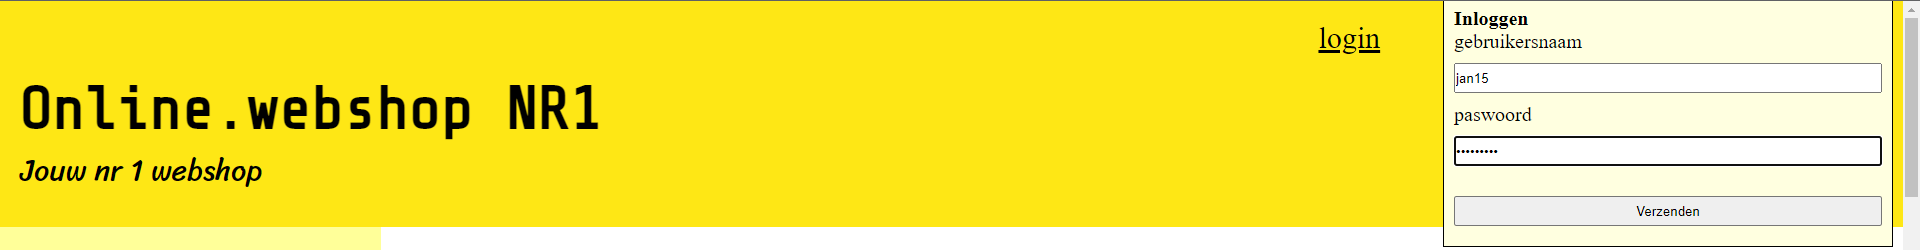 login
Online.webshop NR1
Jouw nr 1 webshop
Inloggen
gebruikersnaam
jan15
paswoord
•••••••••
Verzenden